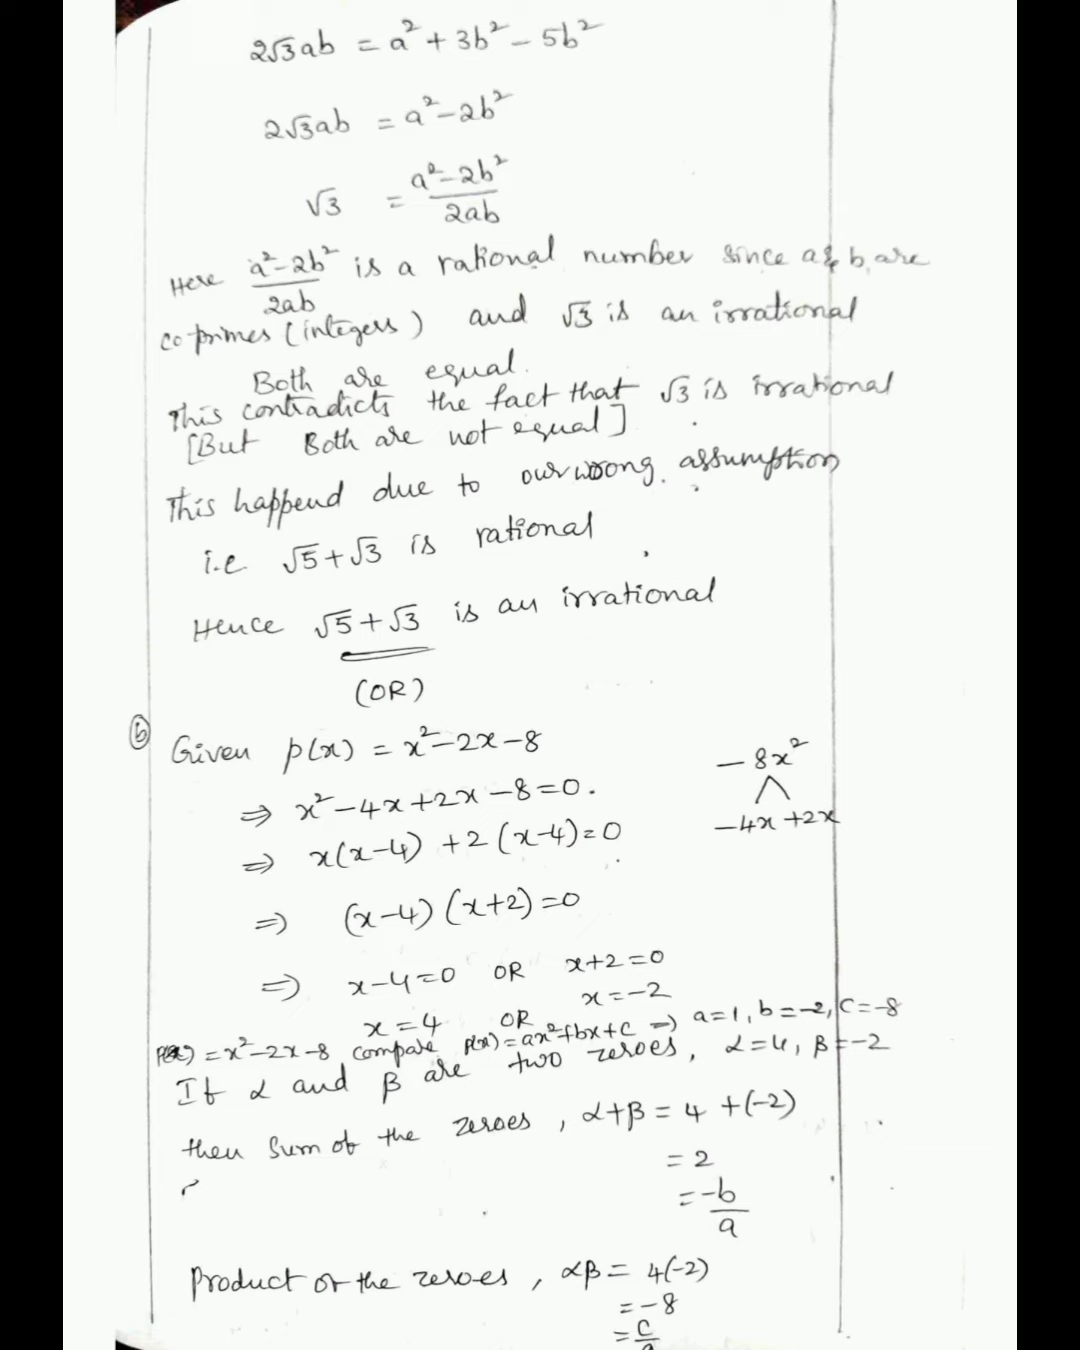 2√3ab = a² + 3b² - 5b²
2√3ab = a² - 2b²
√3 = (a² - 2b²)/2ab
Here (a² - 2b²)/2ab is a rational number since a & b are
co-primes (integers) and √3 is an irrational
Both are equal.
This contradicts the fact that √3 is irrational
[But Both are not equal]
This happend due to our wrong assumption
i.e √5+√3 is rational
Hence √5+√3 is an irrational
(OR)
ⓑ Given p(x) = x² - 2x - 8
- 8x²
⇒ x² - 4x + 2x - 8 = 0.
- 4x + 2x
⇒ x(x-4) + 2(x-4) = 0
⇒ (x-4)(x+2) = 0
⇒ x-4=0 OR x+2=0
x=4 OR x=-2
p(x) = x²-2x-8 compare p(x) = ax²+bx+c ⇒ a=1, b=-2, c=-8
If α and β are two zeroes, α=4, β=-2
then Sum of the zeroes, α+β = 4 + (-2)
= 2
= -b/a
Product of the zeroes, αβ = 4(-2)
= -8
= c/a